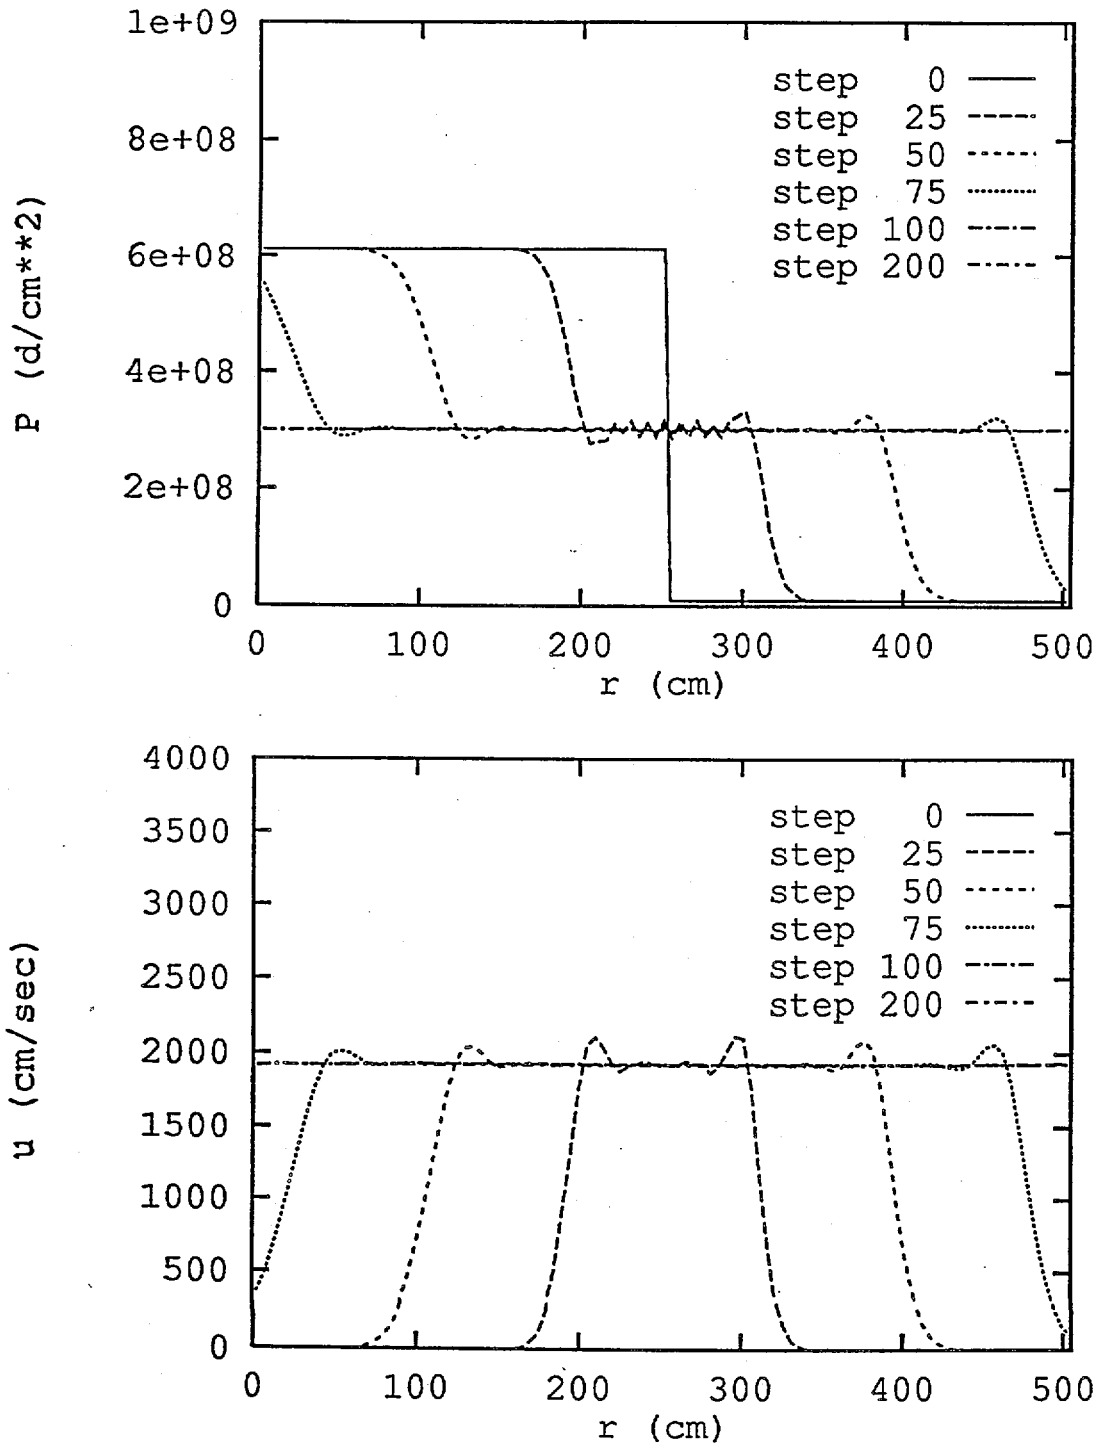 1e+09
8e+08
6e+08
4e+08
2e+08
0
P (d/cm**2)
step 0
step 25
step 50
step 75
step 100
step 200
0 100 200 300 400 500
r (cm)
4000
3500
3000
2500
2000
1500
1000
500
0
u (cm/sec)
step 0
step 25
step 50
step 75
step 100
step 200
0 100 200 300 400 500
r (cm)